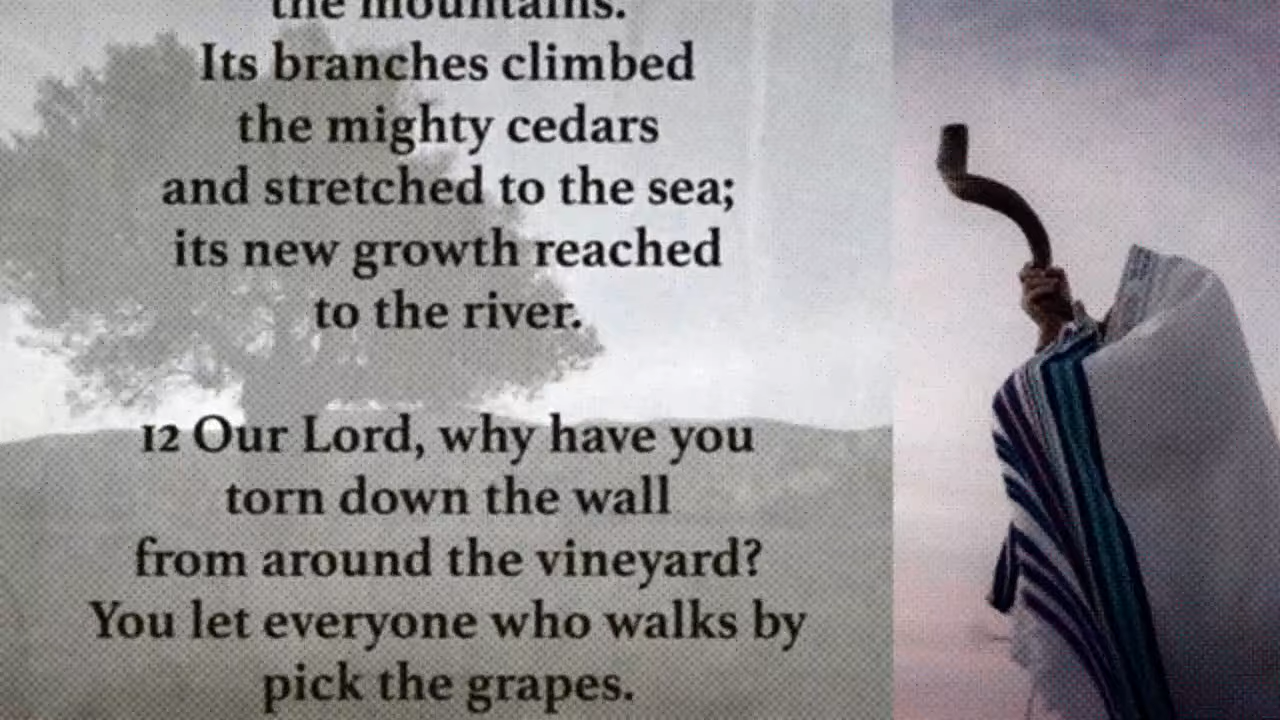 the mountains.
Its branches climbed
the mighty cedars
and stretched to the sea;
its new growth reached
to the river.
12 Our Lord, why have you
torn down the wall
from around the vineyard?
You let everyone who walks by
pick the grapes.